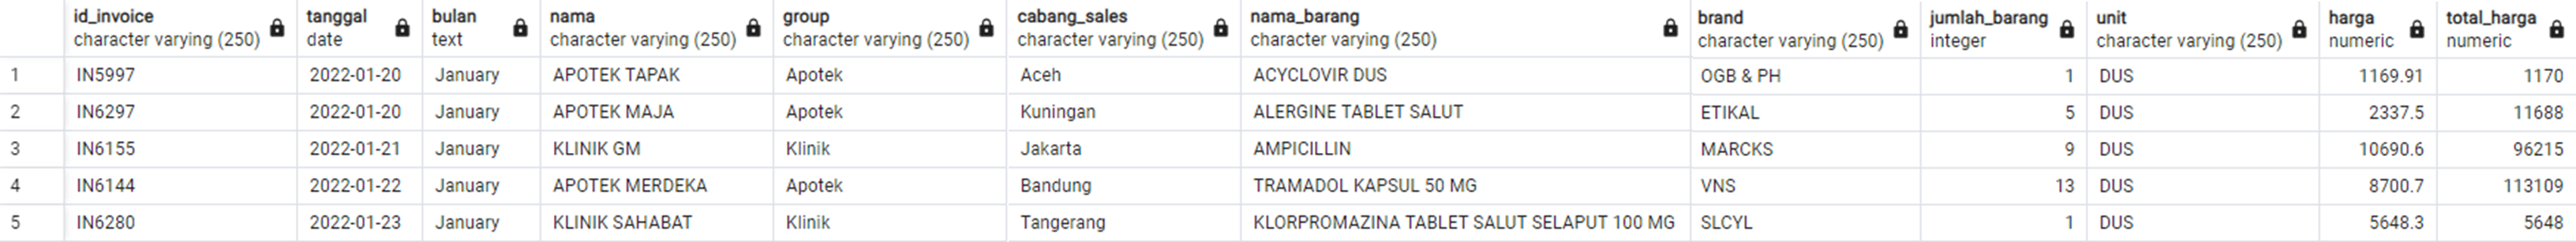 id_invoice tanggal bulan nama group cabang_sales nama_barang brand jumlah_barang unit harga total_harga
character varying (250) date text character varying (250) character varying (250) character varying (250) character varying (250) character varying (250) integer character varying (250) numeric numeric
1 IN5997 2022-01-20 January APOTEK TAPAK Apotek Aceh ACYCLOVIR DUS OGB & PH 1 DUS 1169.91 1170
2 IN6297 2022-01-20 January APOTEK MAJA Apotek Kuningan ALERGINE TABLET SALUT ETIKAL 5 DUS 2337.5 11688
3 IN6155 2022-01-21 January KLINIK GM Klinik Jakarta AMPICILLIN MARCKS 9 DUS 10690.6 96215
4 IN6144 2022-01-22 January APOTEK MERDEKA Apotek Bandung TRAMADOL KAPSUL 50 MG VNS 13 DUS 8700.7 113109
5 IN6280 2022-01-23 January KLINIK SAHABAT Klinik Tangerang KLORPROMAZINA TABLET SALUT SELAPUT 100 MG SLCYL 1 DUS 5648.3 5648